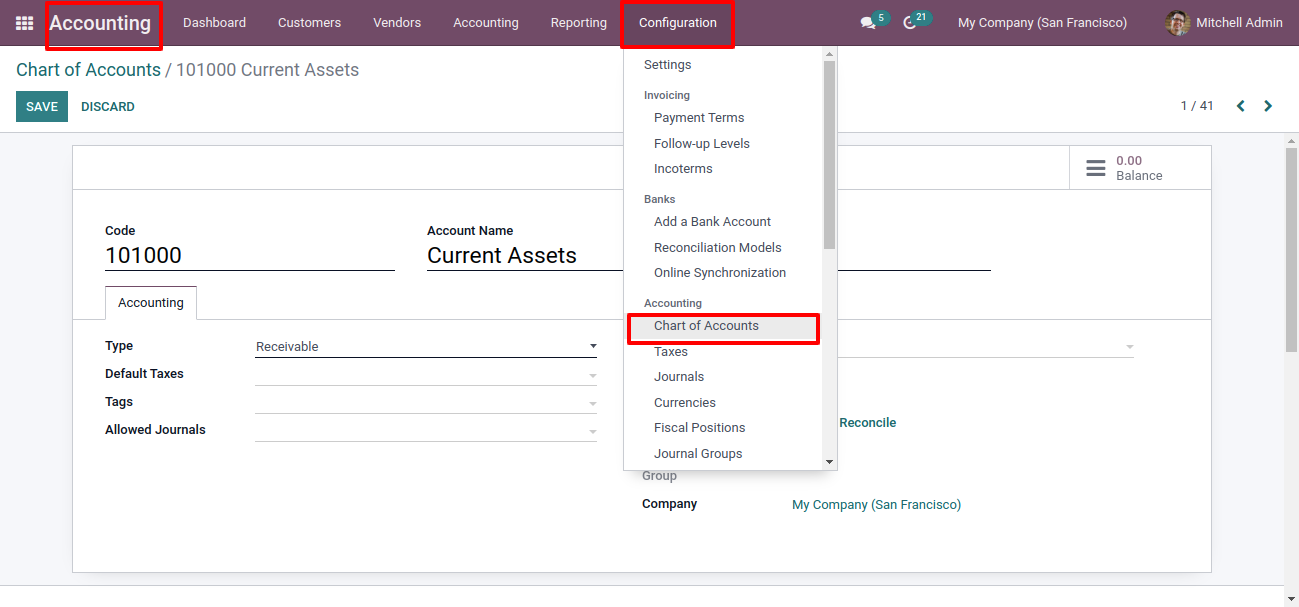 Accounting Dashboard Customers Vendors Accounting Reporting Configuration 5 21 My Company (San Francisco) Mitchell Admin
Chart of Accounts / 101000 Current Assets
SAVE DISCARD
1 / 41
Settings
Invoicing
Payment Terms
Follow-up Levels
Incoterms
Banks
Add a Bank Account
Reconciliation Models
Online Synchronization
Accounting
Chart of Accounts
Taxes
Journals
Currencies
Fiscal Positions
Journal Groups
0.00
Balance
Code Account Name
101000 Current Assets
Accounting
Type Receivable
Default Taxes
Tags
Allowed Journals
Reconcile
Group
Company My Company (San Francisco)